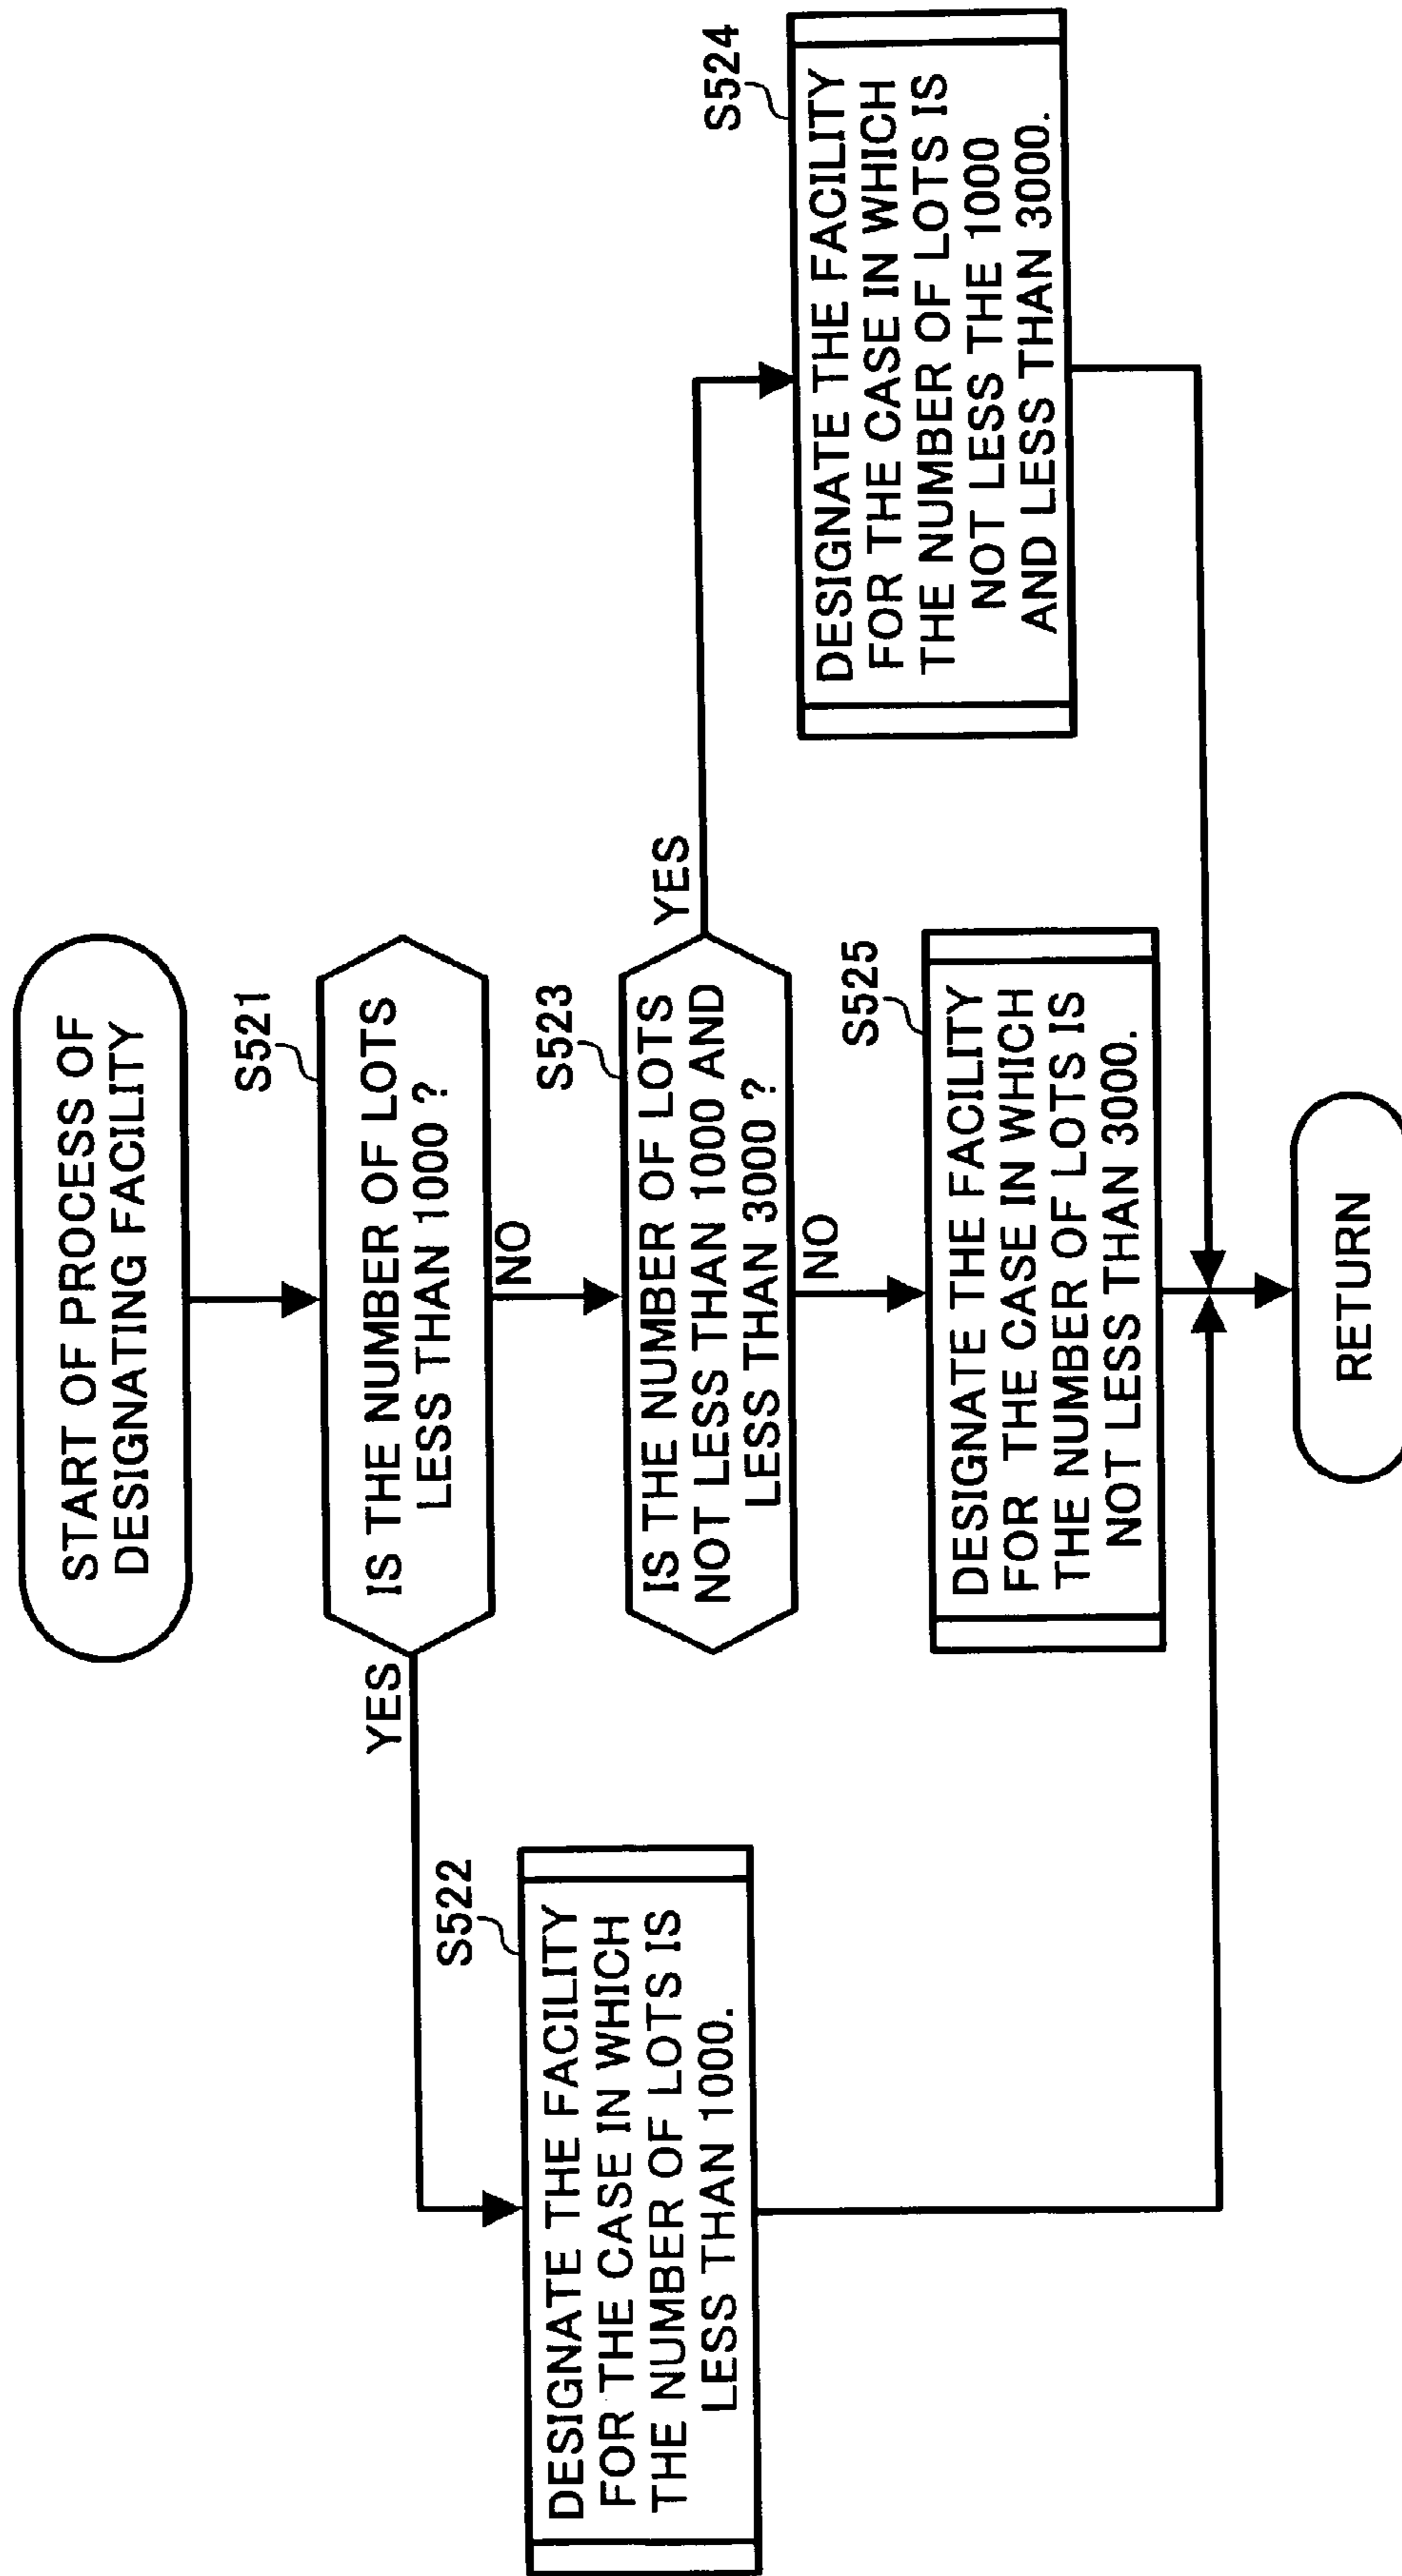 START OF PROCESS OF
DESIGNATING FACILITY
S521
IS THE NUMBER OF LOTS
LESS THAN 1000 ?
YES
NO
S522
DESIGNATE THE FACILITY
FOR THE CASE IN WHICH
THE NUMBER OF LOTS IS
LESS THAN 1000.
S523
IS THE NUMBER OF LOTS
NOT LESS THAN 1000 AND
LESS THAN 3000 ?
YES
NO
S524
DESIGNATE THE FACILITY
FOR THE CASE IN WHICH
THE NUMBER OF LOTS IS
NOT LESS THE 1000
AND LESS THAN 3000.
S525
DESIGNATE THE FACILITY
FOR THE CASE IN WHICH
THE NUMBER OF LOTS IS
NOT LESS THAN 3000.
RETURN